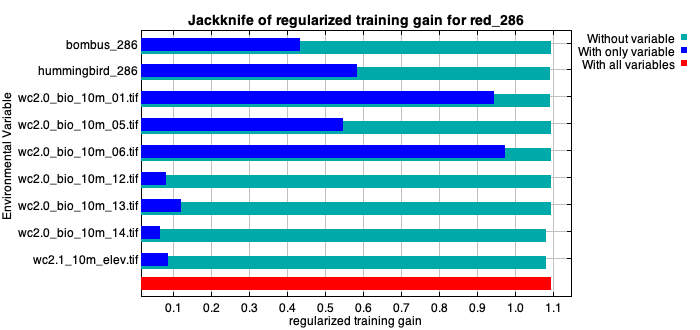 Jackknife of regularized training gain for red_286
Without variable
With only variable
With all variables
Environmental Variable
bombus_286
hummingbird_286
wc2.0_bio_10m_01.tif
wc2.0_bio_10m_05.tif
wc2.0_bio_10m_06.tif
wc2.0_bio_10m_12.tif
wc2.0_bio_10m_13.tif
wc2.0_bio_10m_14.tif
wc2.1_10m_elev.tif
0.1 0.2 0.3 0.4 0.5 0.6 0.7 0.8 0.9 1.0 1.1
regularized training gain